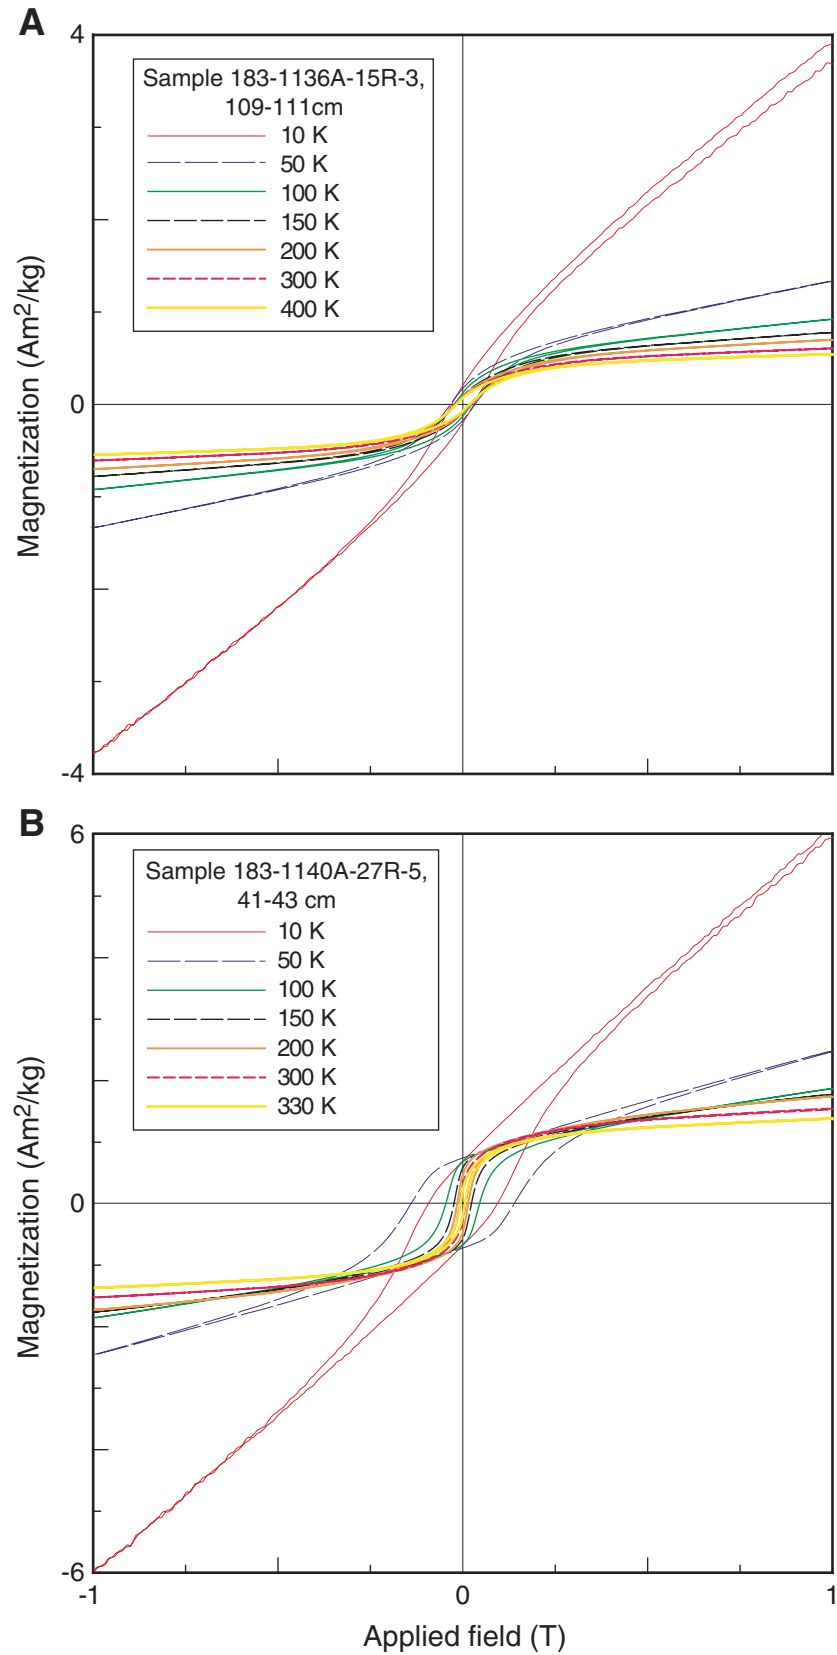 A
4
Sample 183-1136A-15R-3,
109-111cm
10 K
50 K
100 K
150 K
200 K
300 K
400 K
Magnetization (Am²/kg)
0
-4
B
6
Sample 183-1140A-27R-5,
41-43 cm
10 K
50 K
100 K
150 K
200 K
300 K
330 K
Magnetization (Am²/kg)
0
-6
-1 0 1
Applied field (T)